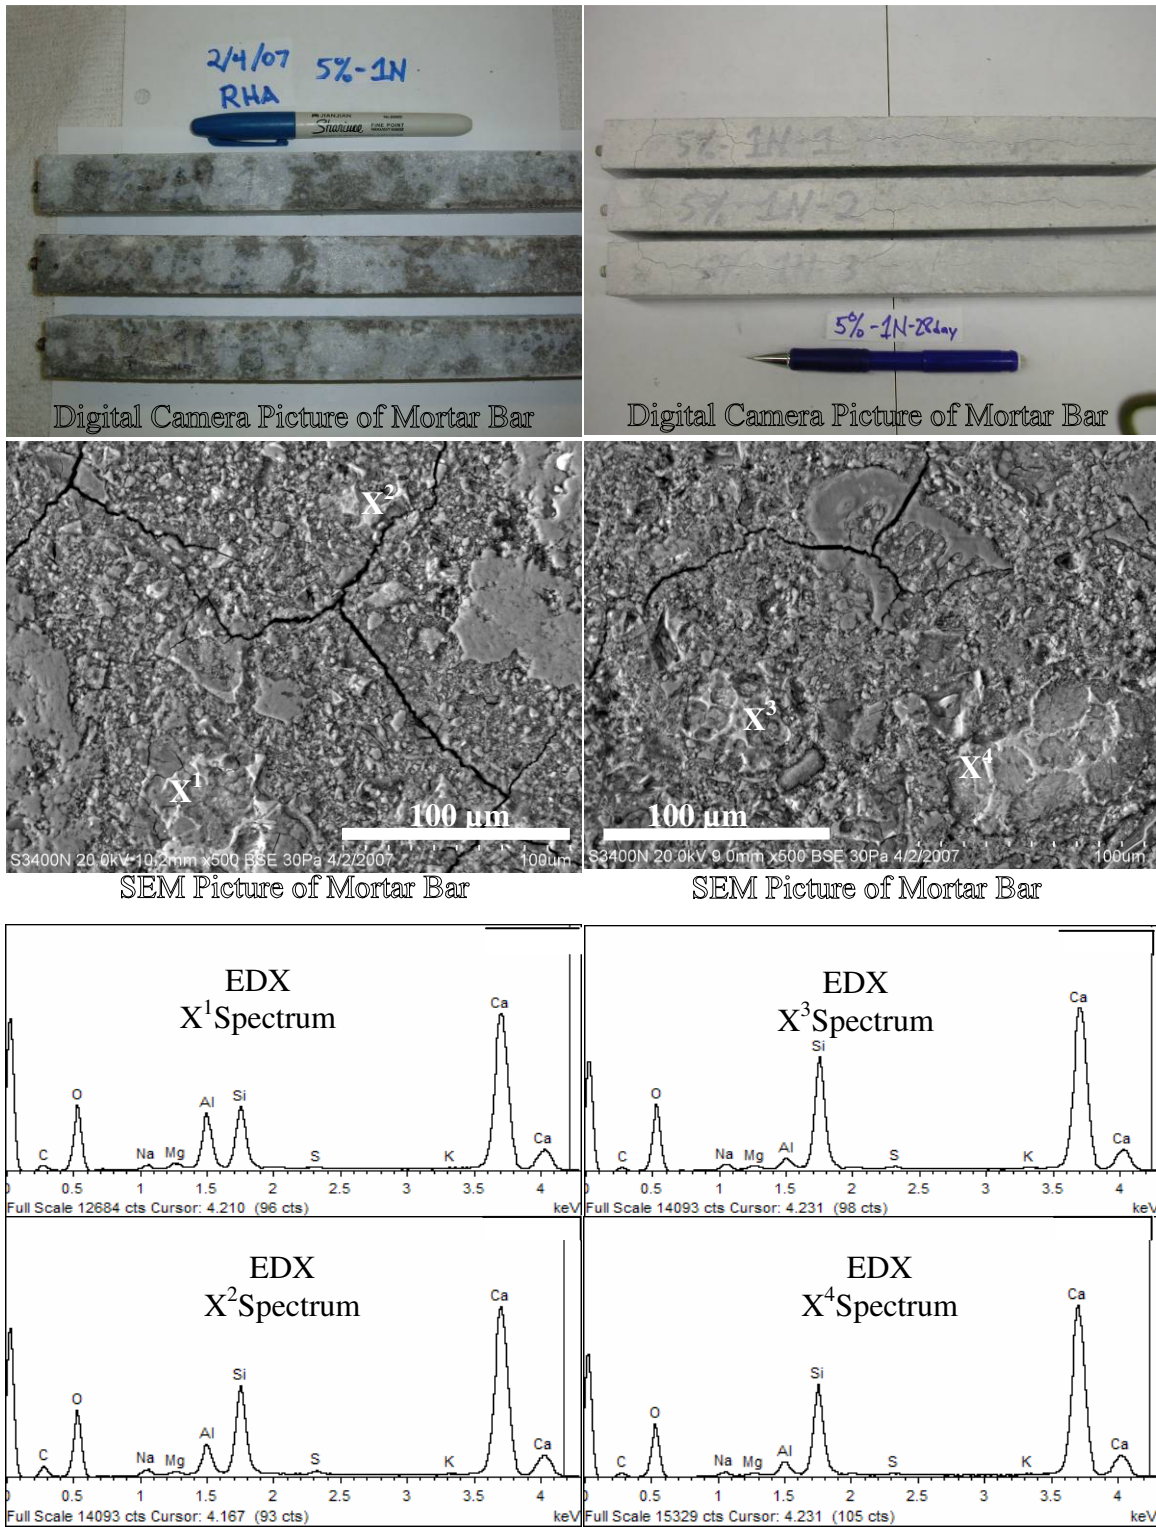 2/4/07
RHA
5%-1N
JIANJIAN
Sharince
FINE POINT
5%-1N-1
5%-1N-2
5%-1N-3
5%-1N-28day
Digital Camera Picture of Mortar Bar
Digital Camera Picture of Mortar Bar
X²
X¹
100 µm
S3400N 20.0kV 10.2mm x500 BSE 30Pa 4/2/2007
100um
X³
X⁴
100 µm
S3400N 20.0kV 9.0mm x500 BSE 30Pa 4/2/2007
100um
SEM Picture of Mortar Bar
SEM Picture of Mortar Bar
EDX
X¹Spectrum
Ca
O
Al
Si
C
Na
Mg
S
K
Ca
0 0.5 1 1.5 2 2.5 3 3.5 4
Full Scale 12684 cts Cursor: 4.210 (96 cts)
keV
EDX
X³Spectrum
Ca
Si
O
Al
C
Na
Mg
S
K
Ca
0 0.5 1 1.5 2 2.5 3 3.5 4
Full Scale 14093 cts Cursor: 4.231 (98 cts)
keV
EDX
X²Spectrum
Ca
Si
O
Al
C
Na
Mg
S
K
Ca
0 0.5 1 1.5 2 2.5 3 3.5 4
Full Scale 14093 cts Cursor: 4.167 (93 cts)
keV
EDX
X⁴Spectrum
Ca
Si
O
Al
C
Na
Mg
S
K
Ca
0 0.5 1 1.5 2 2.5 3 3.5 4
Full Scale 15329 cts Cursor: 4.231 (105 cts)
keV